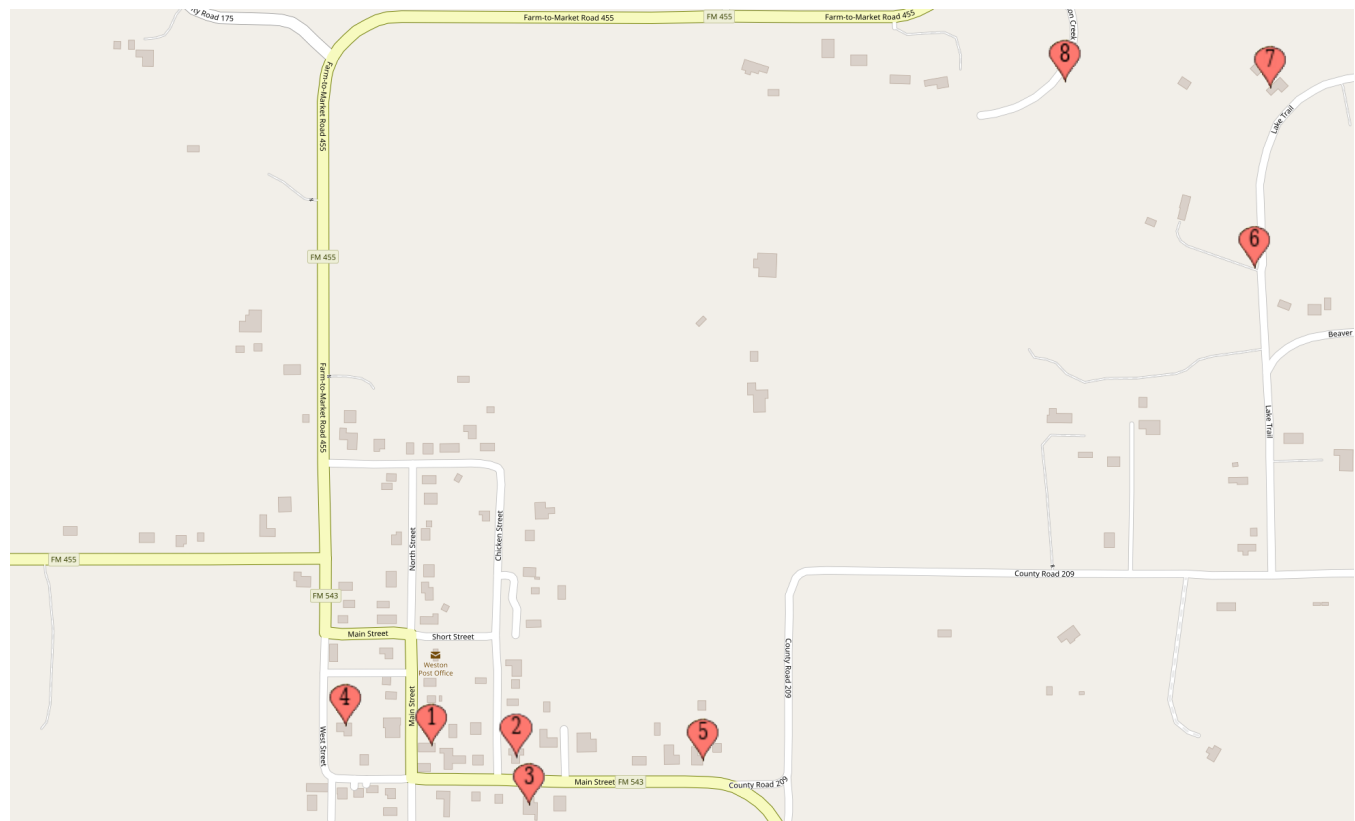 ty Road 175
Farm-to-Market Road 455
FM 455
Farm-to-Market Road 455
on Creek
8
7
Farm-to-Market Road 455
Lake Trail
6
FM 455
Beaver
Farm-to-Market Road 455
Lake Trail
North Street
Chicken Street
FM 455
County Road 209
FM 543
Main Street
Short Street
Weston
Post Office
County Road 209
4
1
2
5
Main Street
West Street
3
Main Street
FM 543
County Road 209